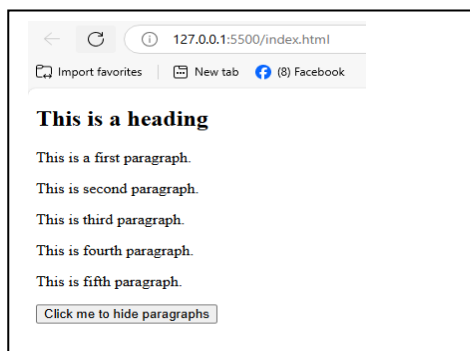 127.0.0.1:5500/index.html
Import favorites New tab (8) Facebook
This is a heading
This is a first paragraph.
This is second paragraph.
This is third paragraph.
This is fourth paragraph.
This is fifth paragraph.
Click me to hide paragraphs